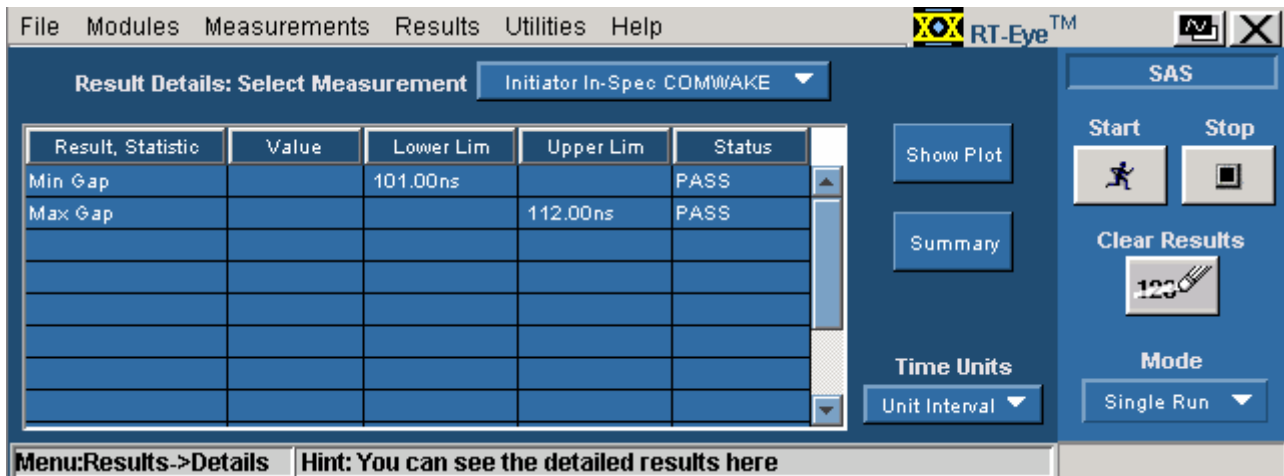 File Modules Measurements Results Utilities Help
RT-Eye™
Result Details: Select Measurement Initiator In-Spec COMWAKE
Result, Statistic Value Lower Lim Upper Lim Status
Min Gap 101.00ns PASS
Max Gap 112.00ns PASS
Show Plot
Summary
Time Units
Unit Interval
SAS
Start Stop
Clear Results
123
Mode
Single Run
Menu:Results->Details Hint: You can see the detailed results here